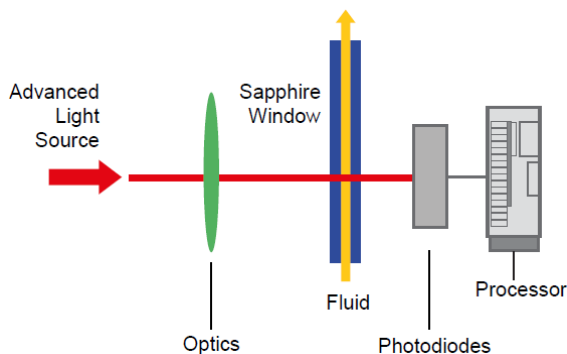 Advanced
Light
Source
Sapphire
Window
Fluid
Processor
Optics
Photodiodes